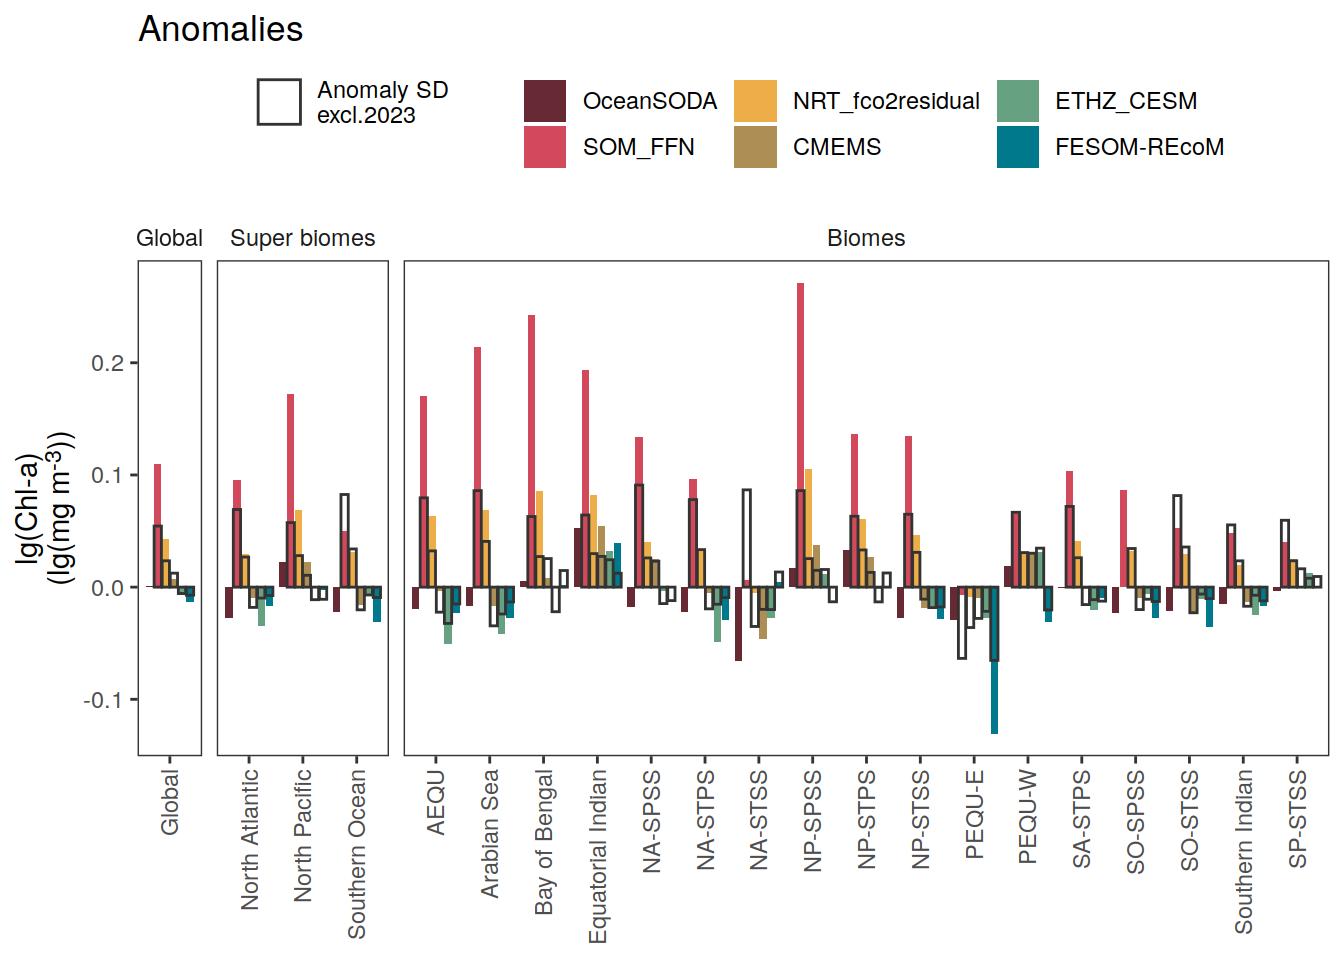 Anomalies
Anomaly SD
excl.2023
OceanSODA
NRT_fco2residual
ETHZ_CESM
SOM_FFN
CMEMS
FESOM-REcoM
Global
Super biomes
Biomes
lg(Chl-a)
(lg(mg m⁻³))
0.2
0.1
0.0
-0.1
Global
North Atlantic
North Pacific
Southern Ocean
AEQU
Arabian Sea
Bay of Bengal
Equatorial Indian
NA-SPSS
NA-STPS
NA-STSS
NP-SPSS
NP-STPS
NP-STSS
PEQU-E
PEQU-W
SA-STPS
SO-SPSS
SO-STSS
Southern Indian
SP-STSS